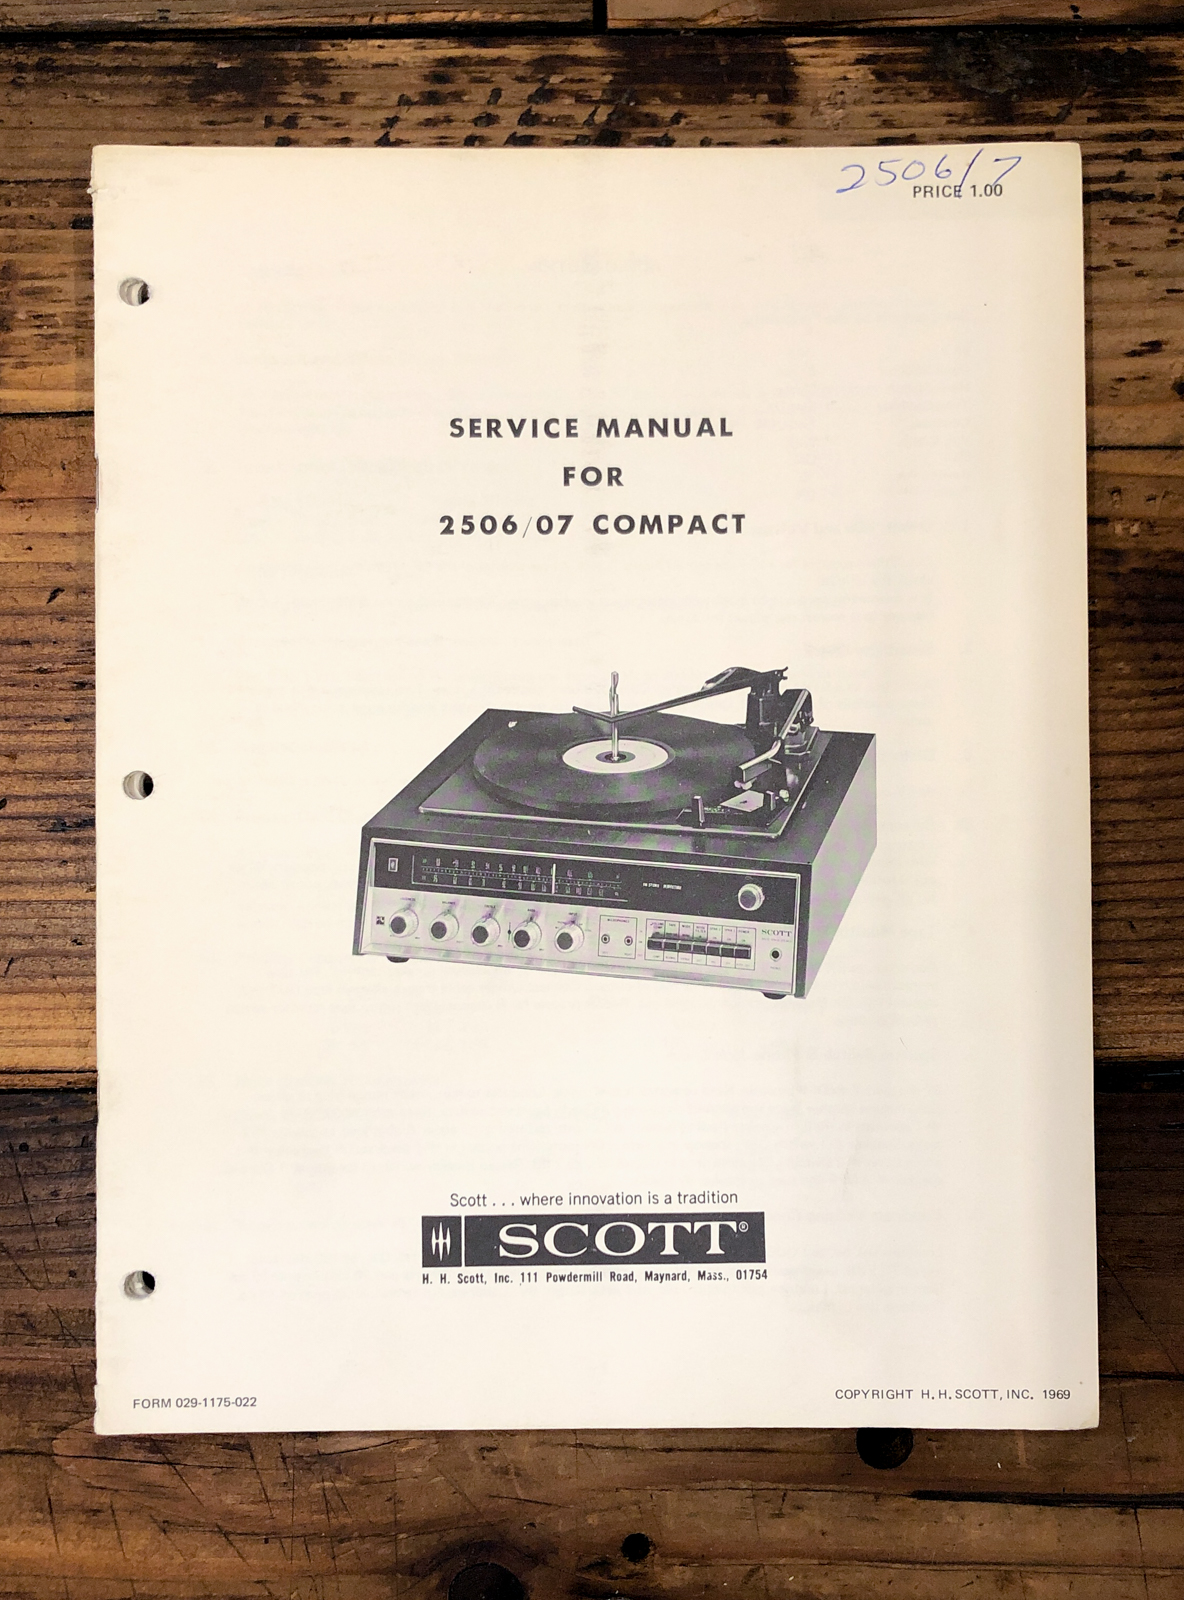 2506/7
PRICE 1.00
SERVICE MANUAL
FOR
2506/07 COMPACT
SCOTT
Scott . . . where innovation is a tradition
SCOTT®
H. H. Scott, Inc. 111 Powdermill Road, Maynard, Mass., 01754
FORM 029-1175-022
COPYRIGHT H. H. SCOTT, INC. 1969